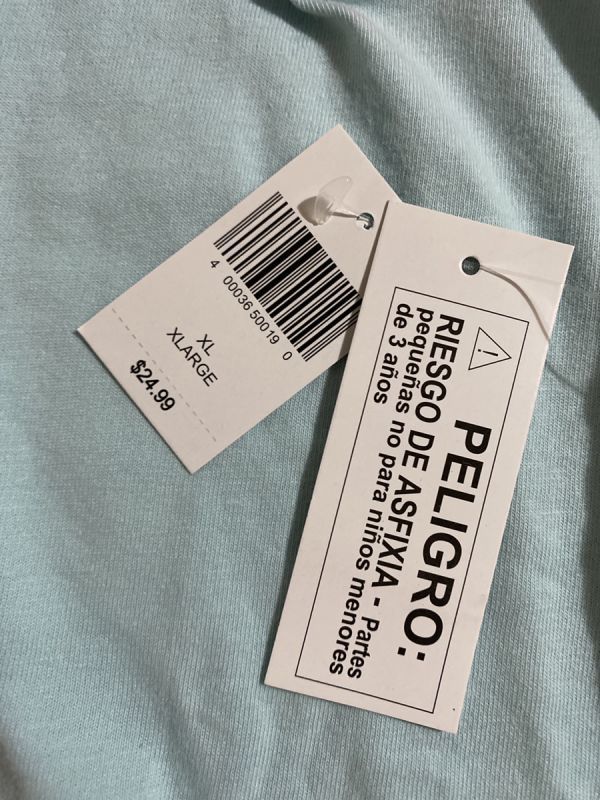 4 00036 50019 0
XL
XLARGE
$24.99
PELIGRO:
RIESGO DE ASFIXIA - Partes
pequeñas no para niños menores
de 3 años